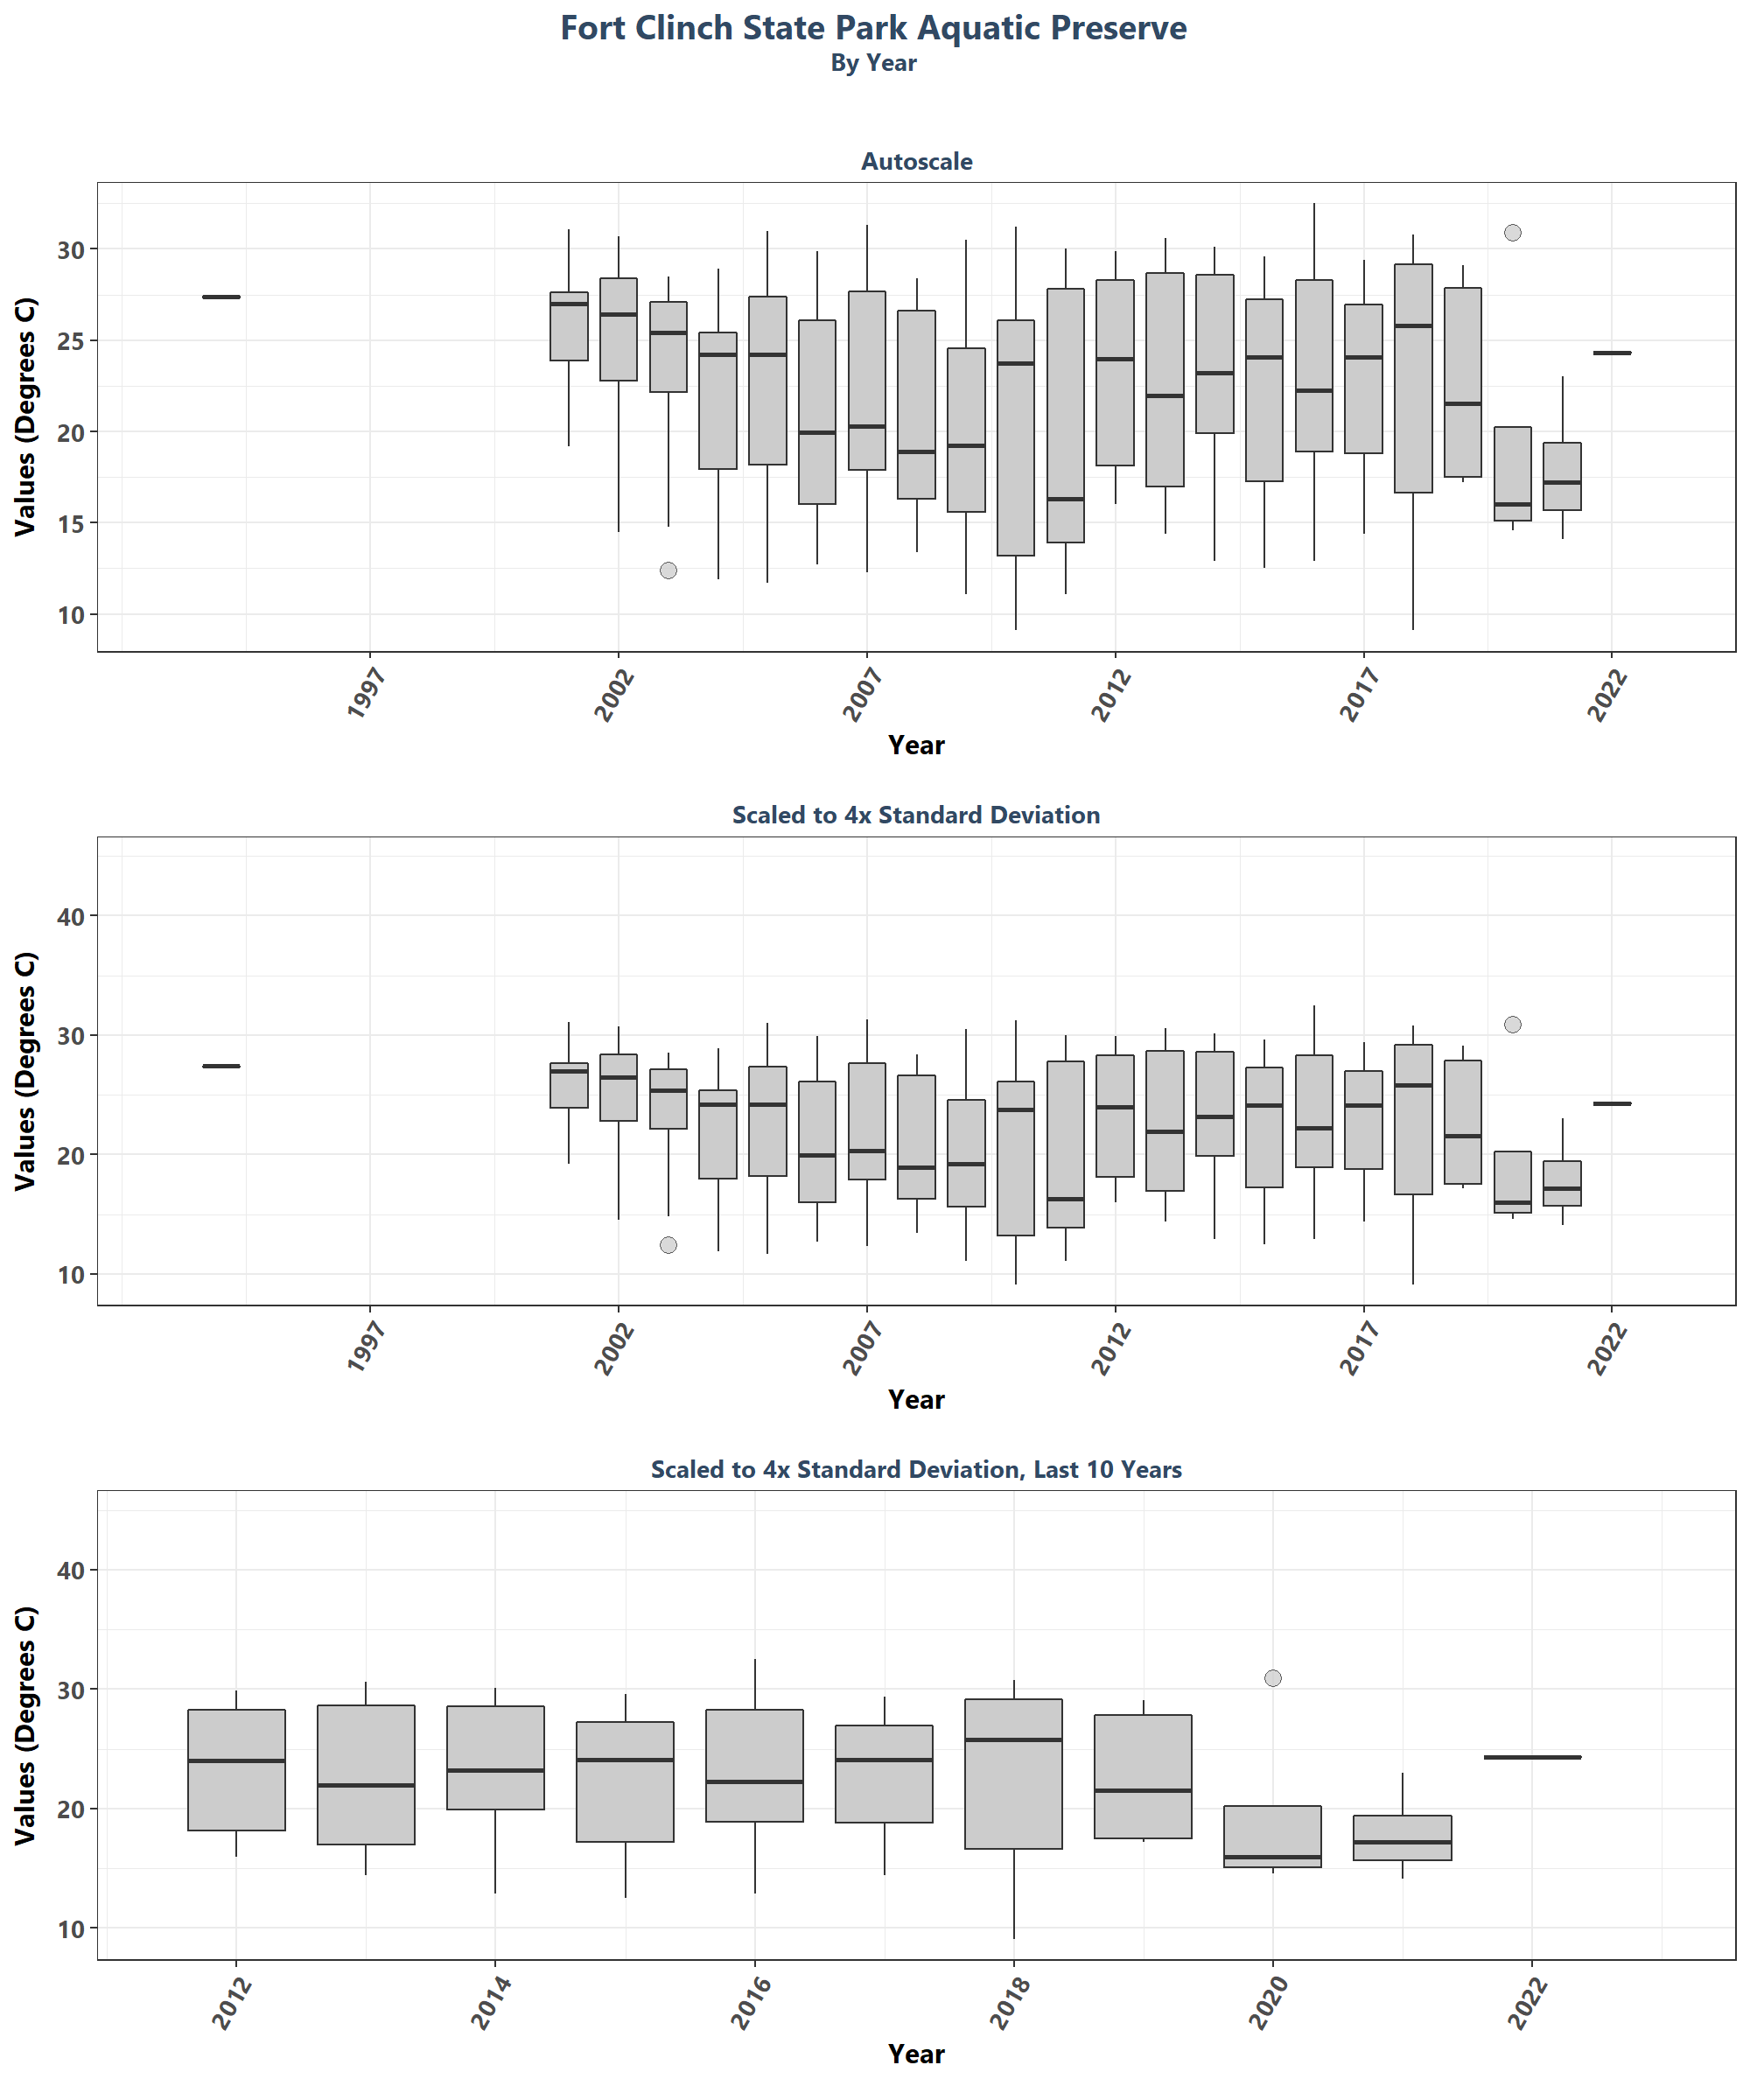 Fort Clinch State Park Aquatic Preserve
By Year
Autoscale
Values (Degrees C)
30
25
20
15
10
1997
2002
2007
2012
2017
2022
Year
Scaled to 4x Standard Deviation
Values (Degrees C)
40
30
20
10
1997
2002
2007
2012
2017
2022
Year
Scaled to 4x Standard Deviation, Last 10 Years
Values (Degrees C)
40
30
20
10
2012
2014
2016
2018
2020
2022
Year